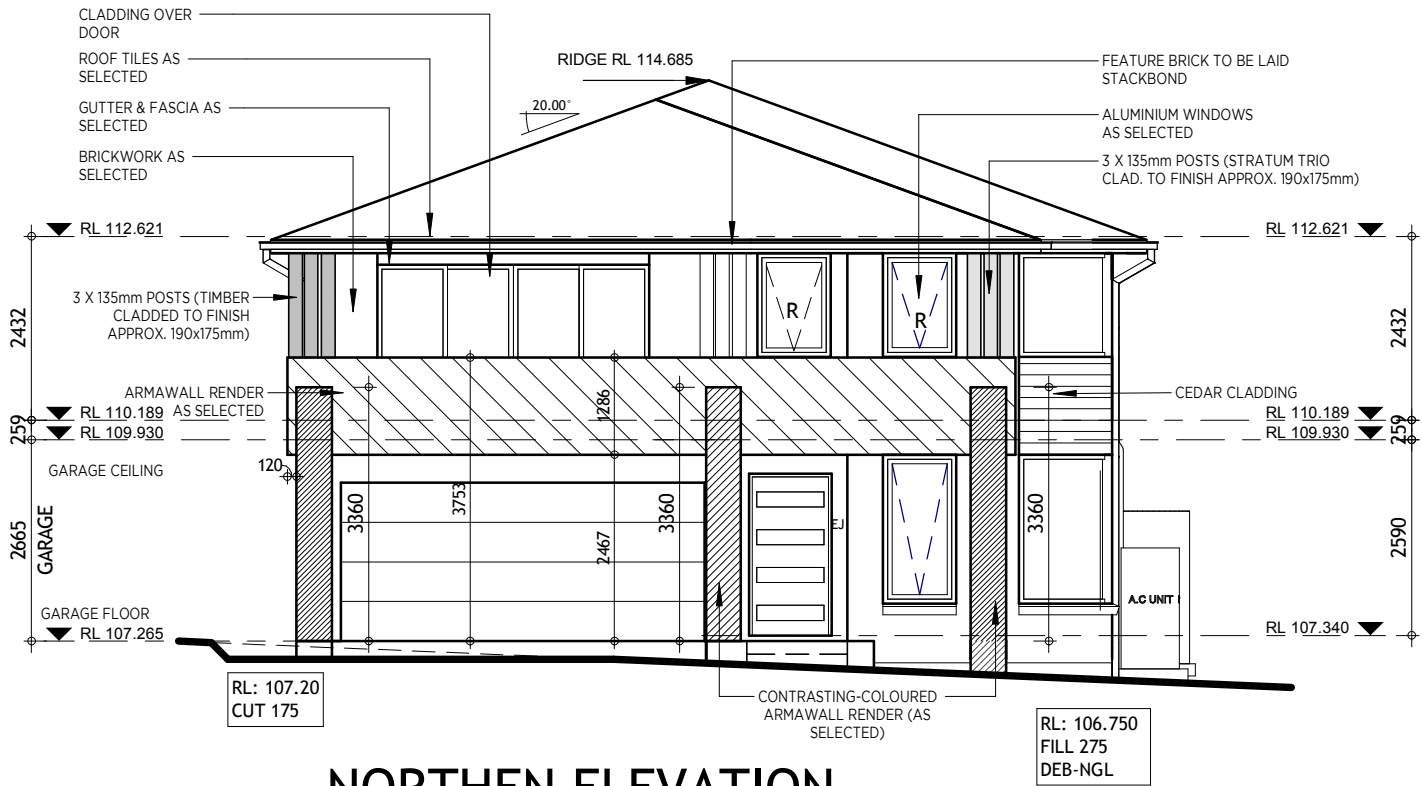 CLADDING OVER
DOOR
ROOF TILES AS
SELECTED
GUTTER & FASCIA AS
SELECTED
BRICKWORK AS
SELECTED
RIDGE RL 114.685
20.00°
FEATURE BRICK TO BE LAID
STACKBOND
ALUMINIUM WINDOWS
AS SELECTED
3 X 135mm POSTS (STRATUM TRIO
CLAD. TO FINISH APPROX. 190x175mm)
RL 112.621
RL 112.621
3 X 135mm POSTS (TIMBER
CLADDED TO FINISH
APPROX. 190x175mm)
R
R
2432
2432
ARMAWALL RENDER
AS SELECTED
CEDAR CLADDING
1286
RL 110.189
RL 110.189
259
259
RL 109.930
RL 109.930
GARAGE CEILING
120
3360
3753
3360
3360
2467
EJ
2665
GARAGE
2590
A.C UNIT
GARAGE FLOOR
RL 107.265
RL 107.340
RL: 107.20
CUT 175
CONTRASTING-COLOURED
ARMAWALL RENDER (AS
SELECTED)
RL: 106.750
FILL 275
DEB-NGL
NORTHEN ELEVATION